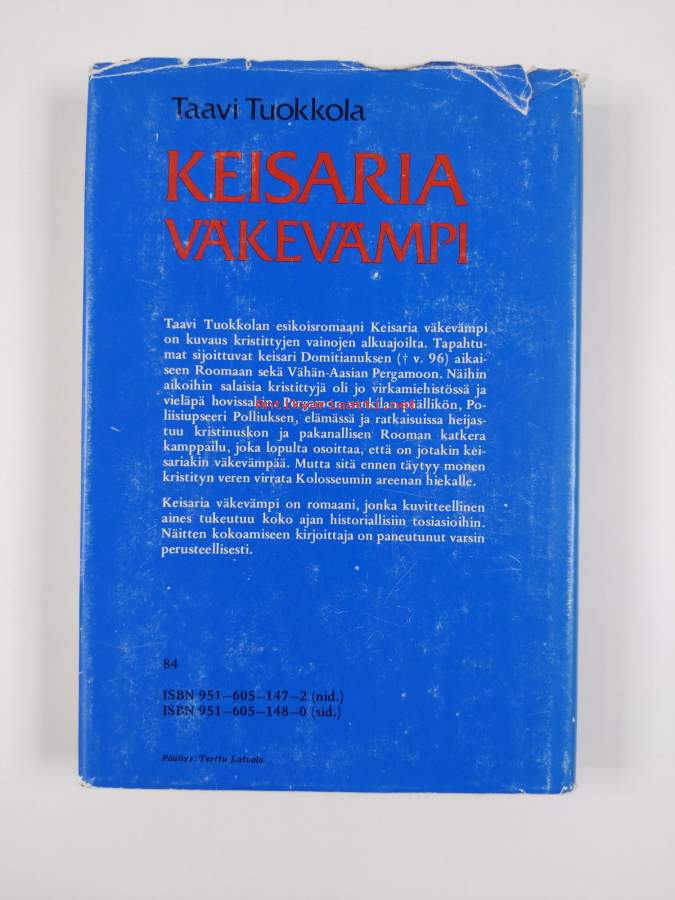 Taavi Tuokkola
KEISARIA
VÄKEVÄMPI
Taavi Tuokkolan esikoisromaani Keisaria väkevämpi
on kuvaus kristittyjen vainojen alkuajoilta. Tapahtu-
mat sijoittuvat keisari Domitianuksen († v. 96) aikai-
seen Roomaan sekä Vähän-Aasian Pergamoon. Näihin
aikoihin salaisia kristittyjä oli jo virkamiehistössä ja
vieläpä hovissakin. Pergamon vankilan päällikön, Po-
liisiupseeri Polliuksen, elämässä ja ratkaisuissa heijas-
tuu kristinuskon ja pakanallisen Rooman katkera
kamppailu, joka lopulta osoittaa, että on jotakin kei-
sariakin väkevämpää. Mutta sitä ennen täytyy monen
kristityn veren virrata Kolosseumin areenan hiekalle.
Keisaria väkevämpi on romaani, jonka kuvitteellinen
aines tukeutuu koko ajan historiallisiin tosiasioihin.
Näitten kokoamiseen kirjoittaja on paneutunut varsin
perusteellisesti.
84
ISBN 951-605-147-2 (nid.)
ISBN 951-605-148-0 (sid.)
Päällys: Terttu Latvala